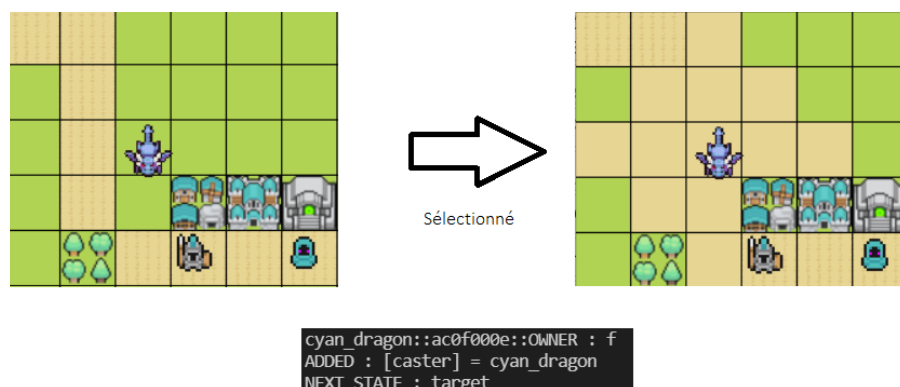 Sélectionné
cyan_dragon::ac0f000e::OWNER : f
ADDED : [caster] = cyan_dragon
NEXT STATE : target